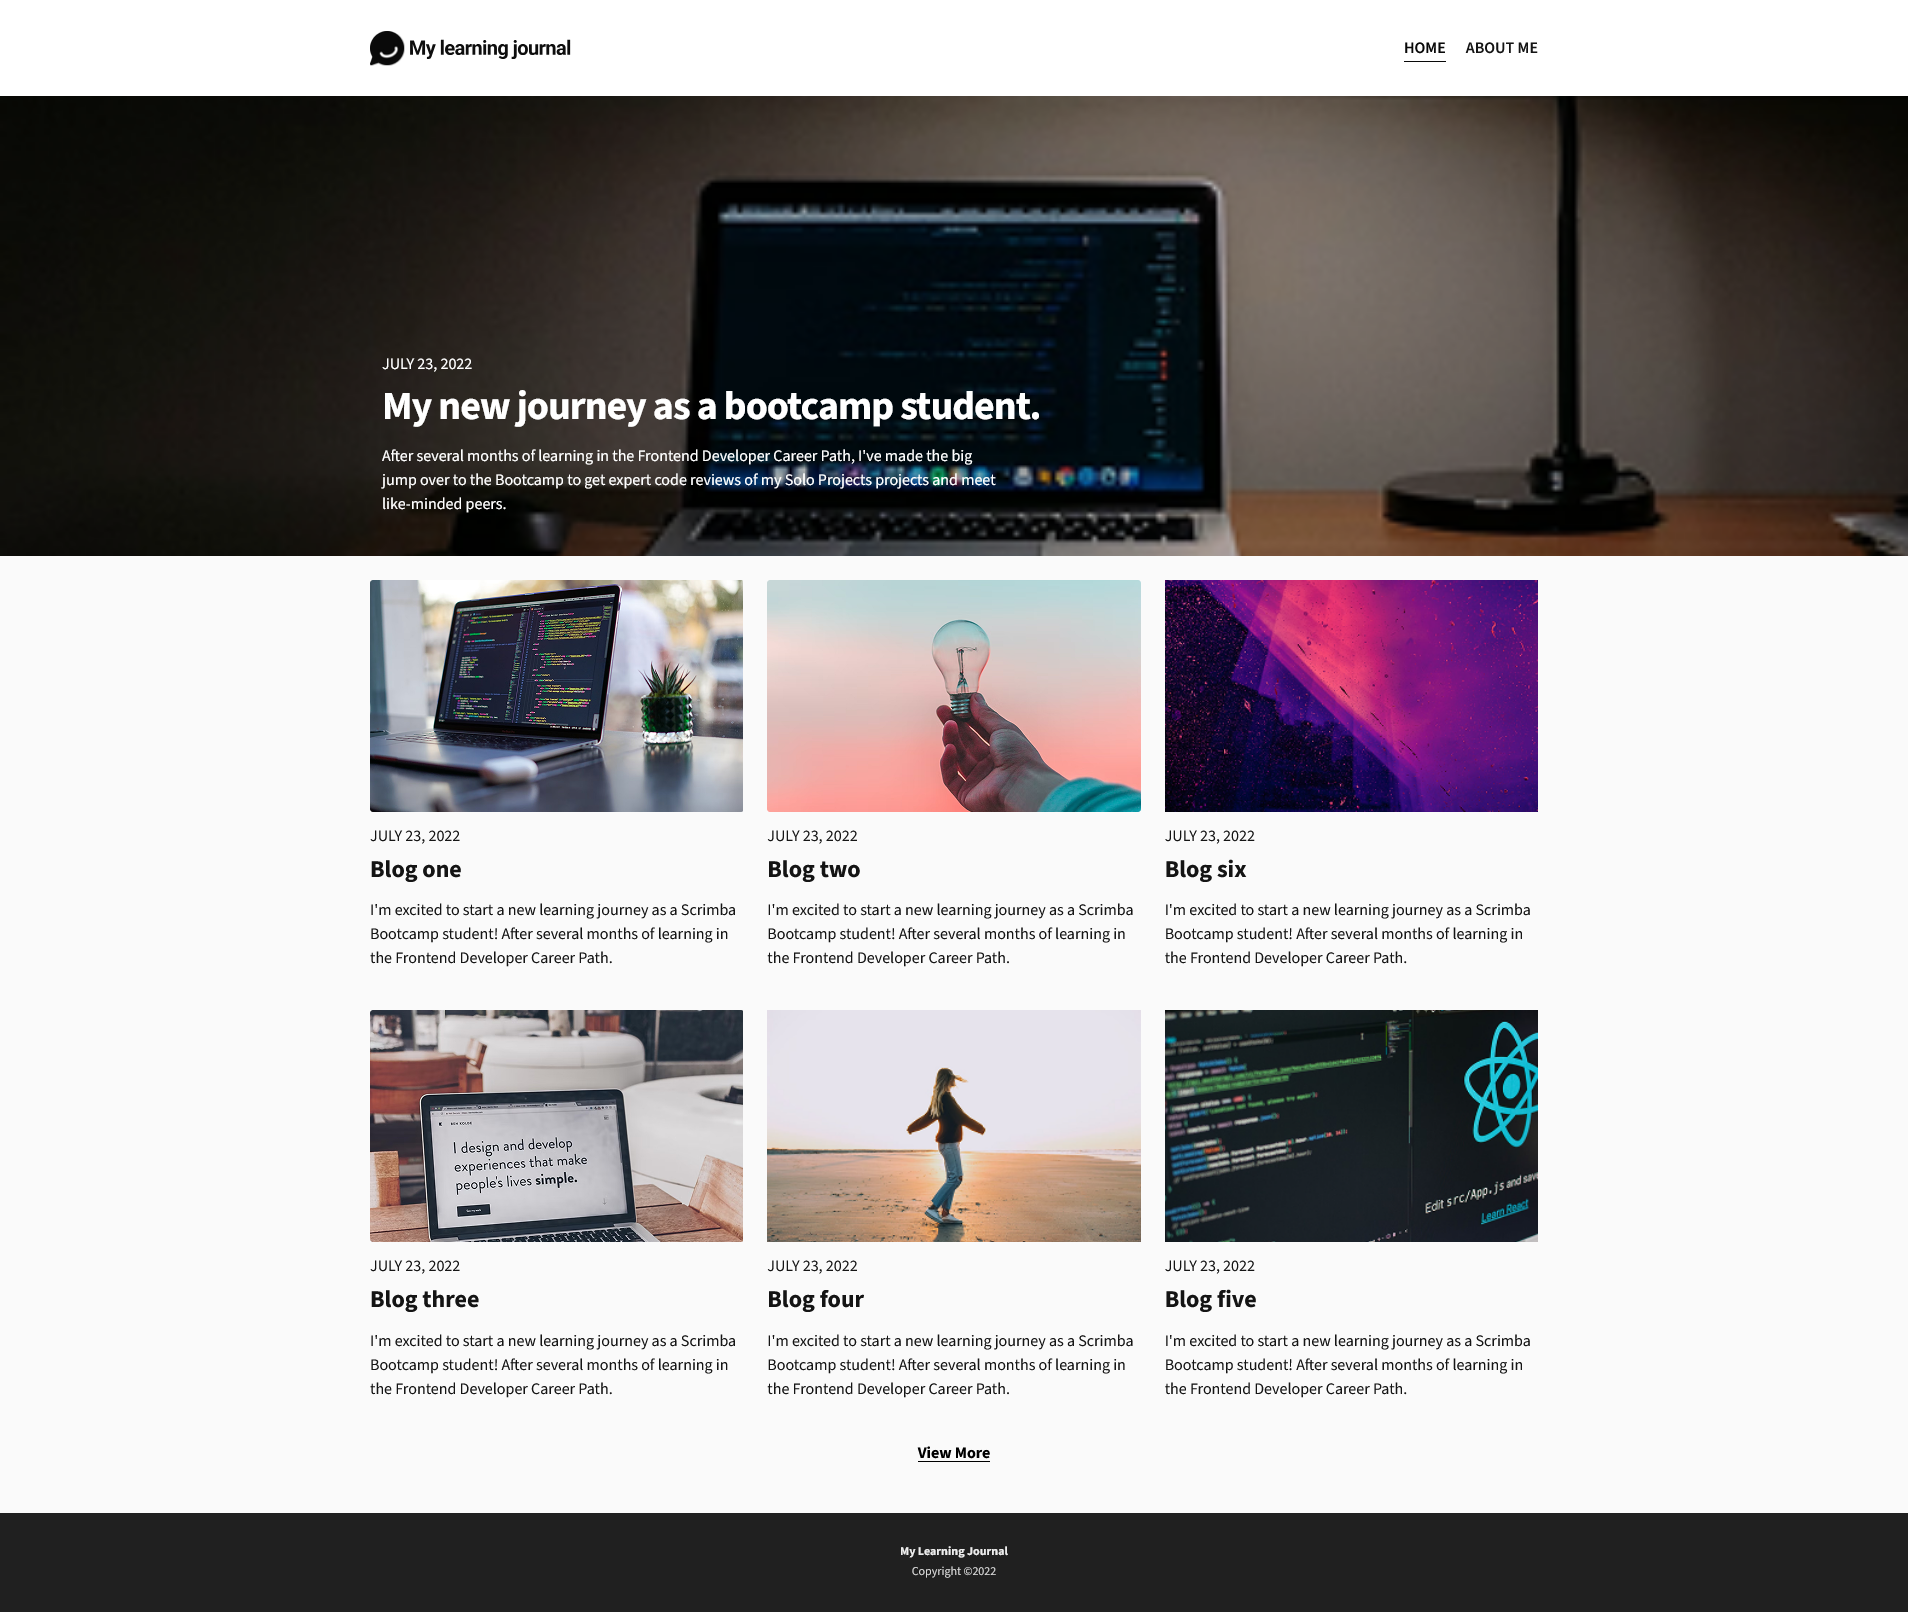 My learning journal
HOME
ABOUT ME
JULY 23, 2022
My new journey as a bootcamp student.
After several months of learning in the Frontend Developer Career Path, I've made the big
jump over to the Bootcamp to get expert code reviews of my Solo Projects projects and meet
like-minded peers.
JULY 23, 2022
Blog one
I'm excited to start a new learning journey as a Scrimba
Bootcamp student! After several months of learning in
the Frontend Developer Career Path.
JULY 23, 2022
Blog two
I'm excited to start a new learning journey as a Scrimba
Bootcamp student! After several months of learning in
the Frontend Developer Career Path.
JULY 23, 2022
Blog six
I'm excited to start a new learning journey as a Scrimba
Bootcamp student! After several months of learning in
the Frontend Developer Career Path.
I design and develop
experiences that make
people's lives simple.
JULY 23, 2022
Blog three
I'm excited to start a new learning journey as a Scrimba
Bootcamp student! After several months of learning in
the Frontend Developer Career Path.
JULY 23, 2022
Blog four
I'm excited to start a new learning journey as a Scrimba
Bootcamp student! After several months of learning in
the Frontend Developer Career Path.
Edit src/App.js and save
Learn React
JULY 23, 2022
Blog five
I'm excited to start a new learning journey as a Scrimba
Bootcamp student! After several months of learning in
the Frontend Developer Career Path.
View More
My Learning Journal
Copyright ©2022